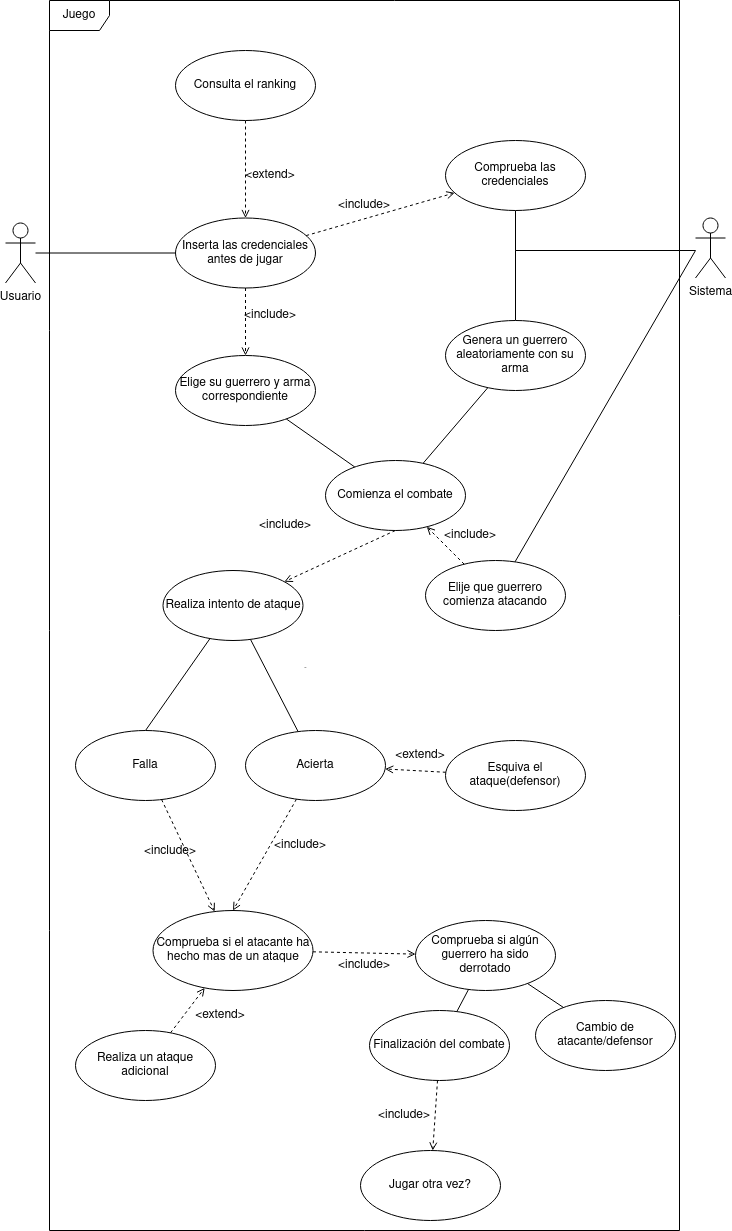 Juego
Consulta el ranking
<extend>
Comprueba las
credenciales
<include>
Inserta las credenciales
antes de jugar
Usuario
Sistema
<include>
Genera un guerrero
aleatoriamente con su
arma
Elige su guerrero y arma
correspondiente
Comienza el combate
<include>
<include>
Elije que guerrero
comienza atacando
Realiza intento de ataque
Falla
Acierta
<extend>
Esquiva el
ataque(defensor)
<include>
<include>
Comprueba si el atacante ha
hecho mas de un ataque
<include>
Comprueba si algún
guerrero ha sido
derrotado
<extend>
Realiza un ataque
adicional
Finalización del combate
Cambio de
atacante/defensor
<include>
Jugar otra vez?